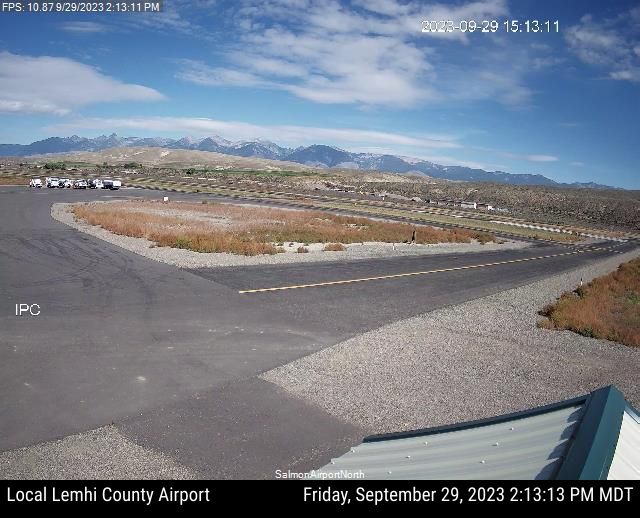 FPS: 10.87 9/29/2023 2:13:11 PM
2023-09-29 15:13:11
IPC
SalmonAirportNorth
Local Lemhi County Airport
Friday, September 29, 2023 2:13:13 PM MDT